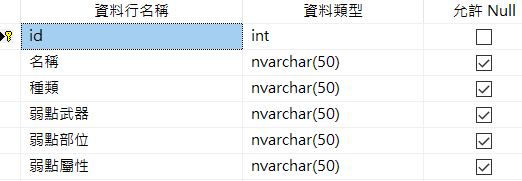 資料行名稱 資料類型 允許 Null
id int
名稱 nvarchar(50)
種類 nvarchar(50)
弱點武器 nvarchar(50)
弱點部位 nvarchar(50)
弱點屬性 nvarchar(50)